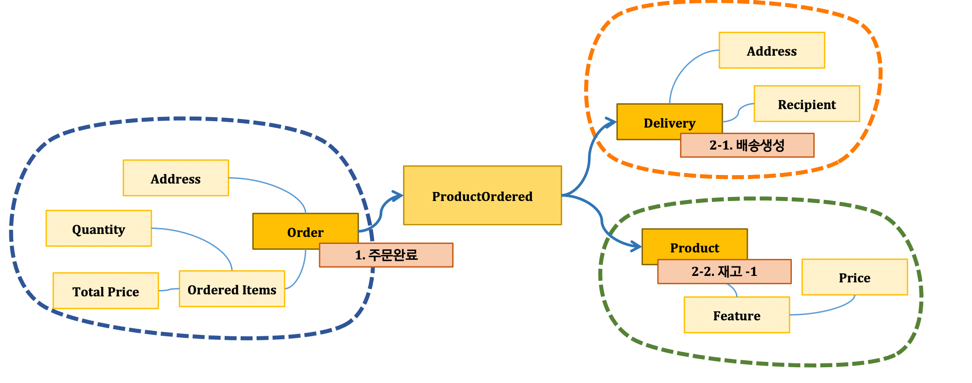 Address
Quantity
Order
1. 주문완료
Total Price
Ordered Items
ProductOrdered
Address
Recipient
Delivery
2-1. 배송생성
Product
2-2. 재고 -1
Price
Feature